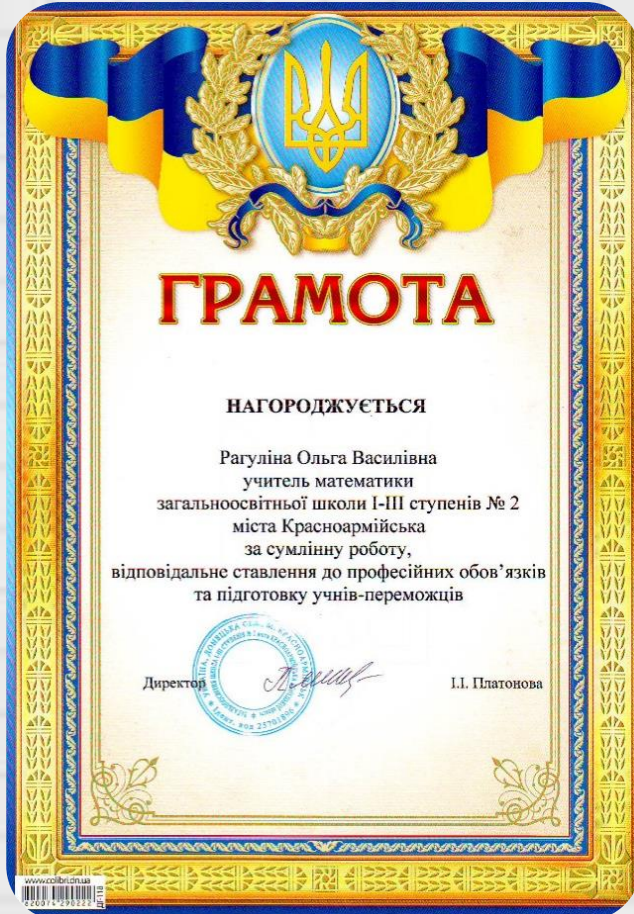 ГРАМОТА
НАГОРОДЖУЄТЬСЯ
Рагуліна Ольга Василівна
учитель математики
загальноосвітньої школи І-ІІІ ступенів № 2
міста Красноармійська
за сумлінну роботу,
відповідальне ставлення до професійних обов’язків
та підготовку учнів-переможців
Директор
І.І. Платонова
www.colibri.dn.ua